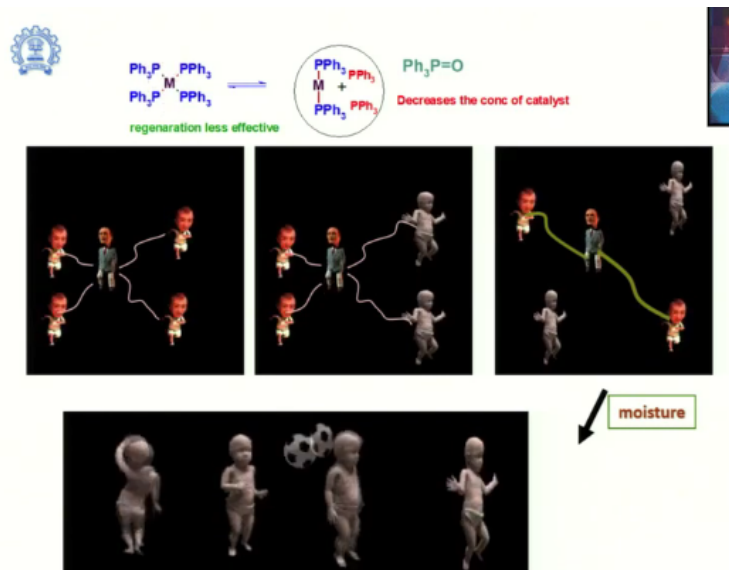 Ph₃P PPh₃
M
Ph₃P PPh₃
regenaration less effective
PPh₃
PPh₃
M +
PPh₃
PPh₃
Ph₃P=O
Decreases the conc of catalyst
moisture